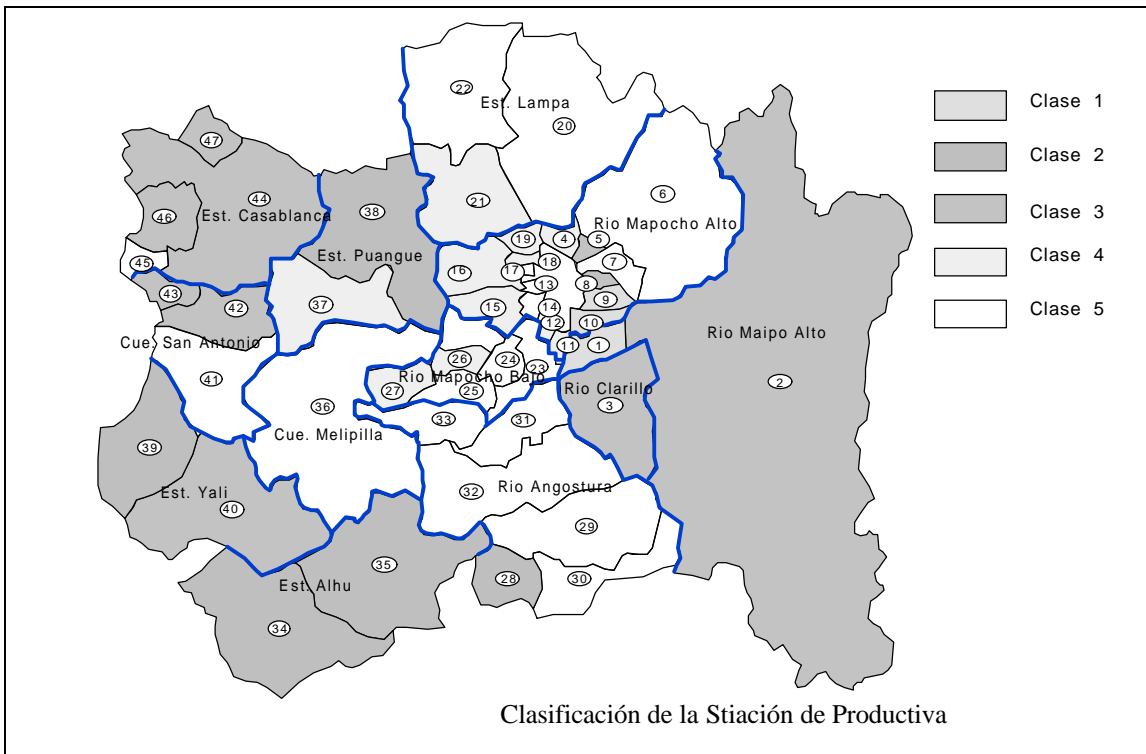 22
Est. Lampa
20
Clase 1
Clase 2
Clase 3
Clase 4
Clase 5
47
44
46
Est. Casablanca
45
38
Est. Puangue
21
6
Rio Mapocho Alto
19
4
5
16
17
18
7
13
8
9
15
14
12
10
11
1
43
42
37
Cue. San Antonio
41
Rio Maipo Alto
2
26
24
23
Rio Mapocho Bajo
27
25
Rio Clarillo
3
36
Cue. Melipilla
33
31
39
Est. Yali
40
32
Rio Angostura
29
35
Est. Alhu
28
30
34
Clasificación de la Stiación de Productiva